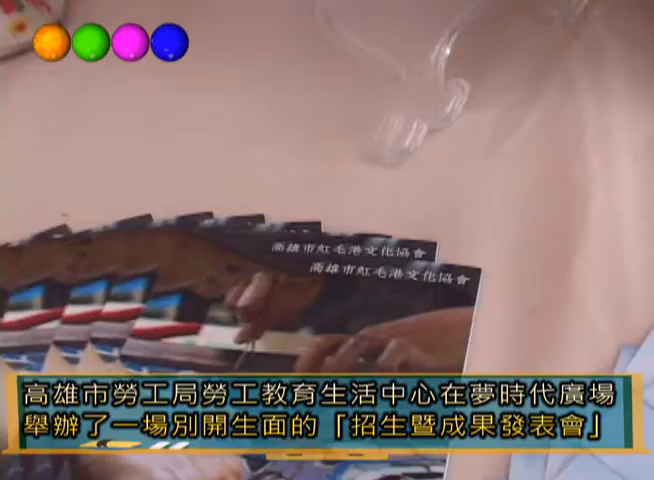 高雄市紅毛港文化協會
高雄市紅毛港文化協會
高雄市勞工局勞工教育生活中心在夢時代廣場
舉辦了一場別開生面的「招生暨成果發表會」